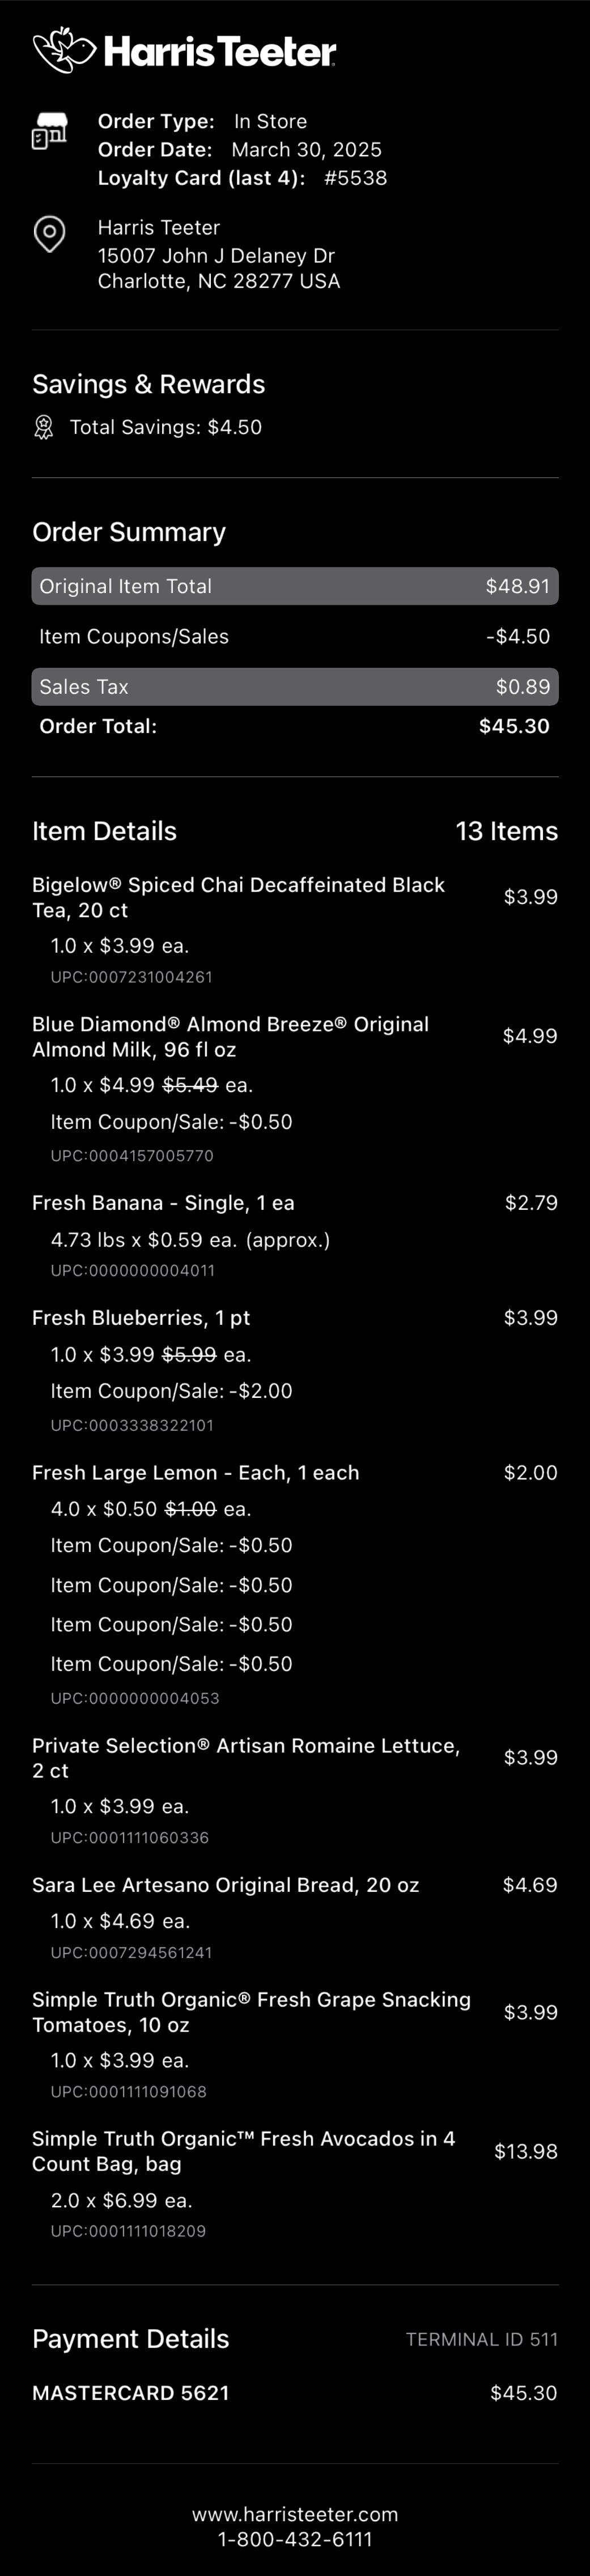 Harris Teeter
Order Type: In Store
Order Date: March 30, 2025
Loyalty Card (last 4): #5538
Harris Teeter
15007 John J Delaney Dr
Charlotte, NC 28277 USA
Savings & Rewards
Total Savings: $4.50
Order Summary
Original Item Total $48.91
Item Coupons/Sales -$4.50
Sales Tax $0.89
Order Total: $45.30
Item Details 13 Items
Bigelow® Spiced Chai Decaffeinated Black
Tea, 20 ct $3.99
1.0 x $3.99 ea.
UPC:0007231004261
Blue Diamond® Almond Breeze® Original
Almond Milk, 96 fl oz $4.99
1.0 x $4.99 $5.49 ea.
Item Coupon/Sale: -$0.50
UPC:0004157005770
Fresh Banana - Single, 1 ea $2.79
4.73 lbs x $0.59 ea. (approx.)
UPC:0000000004011
Fresh Blueberries, 1 pt $3.99
1.0 x $3.99 $5.99 ea.
Item Coupon/Sale: -$2.00
UPC:0003338322101
Fresh Large Lemon - Each, 1 each $2.00
4.0 x $0.50 $1.00 ea.
Item Coupon/Sale: -$0.50
Item Coupon/Sale: -$0.50
Item Coupon/Sale: -$0.50
Item Coupon/Sale: -$0.50
UPC:0000000004053
Private Selection® Artisan Romaine Lettuce,
2 ct $3.99
1.0 x $3.99 ea.
UPC:0001111060336
Sara Lee Artesano Original Bread, 20 oz $4.69
1.0 x $4.69 ea.
UPC:0007294561241
Simple Truth Organic® Fresh Grape Snacking
Tomatoes, 10 oz $3.99
1.0 x $3.99 ea.
UPC:0001111091068
Simple Truth Organic™ Fresh Avocados in 4
Count Bag, bag $13.98
2.0 x $6.99 ea.
UPC:0001111018209
Payment Details TERMINAL ID 511
MASTERCARD 5621 $45.30
www.harristeeter.com
1-800-432-6111